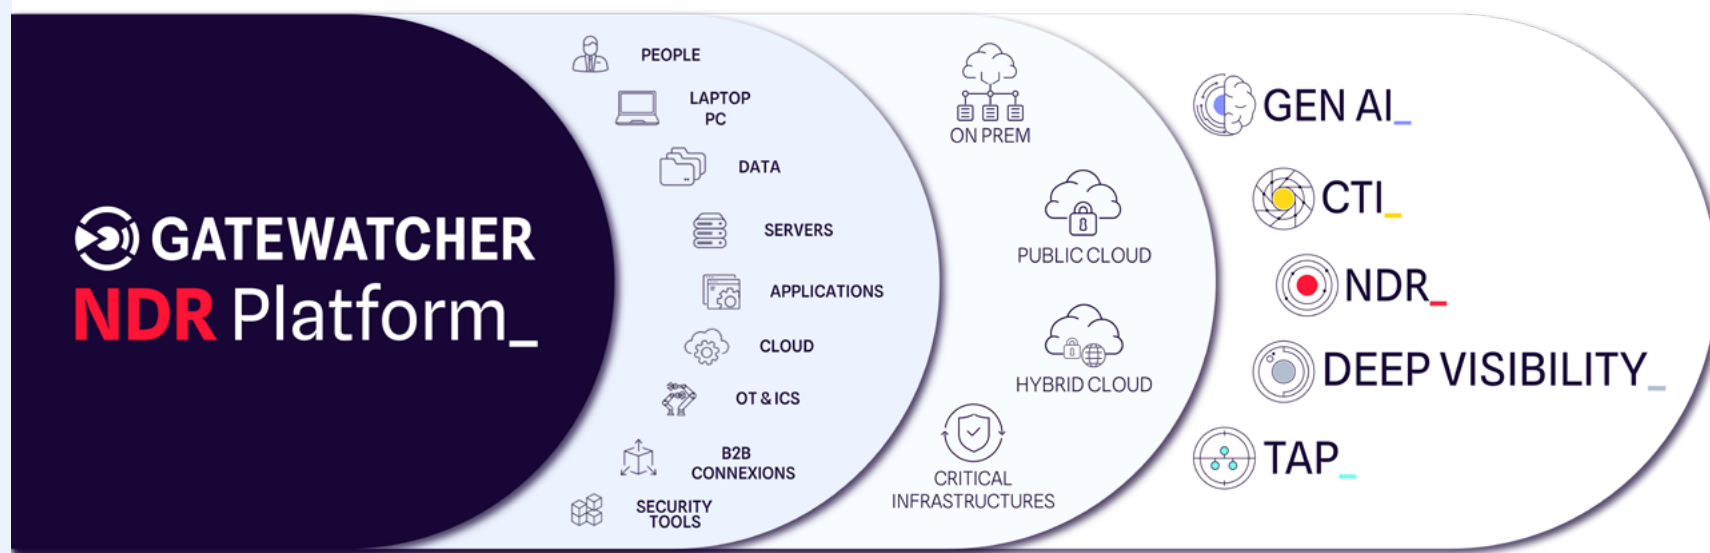 GATEWATCHER
NDR Platform_
PEOPLE
LAPTOP
PC
DATA
SERVERS
APPLICATIONS
CLOUD
OT & ICS
B2B
CONNEXIONS
SECURITY
TOOLS
ON PREM
PUBLIC CLOUD
HYBRID CLOUD
CRITICAL
INFRASTRUCTURES
GEN AI_
CTI_
NDR_
DEEP VISIBILITY_
TAP_